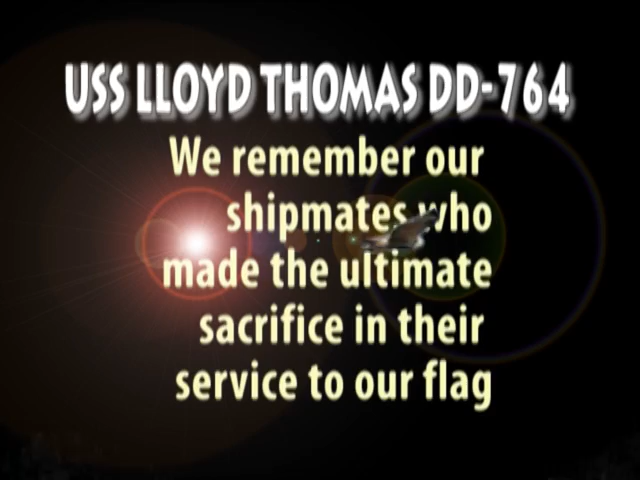 USS LLOYD THOMAS DD-764
We remember our
shipmates who
made the ultimate
sacrifice in their
service to our flag